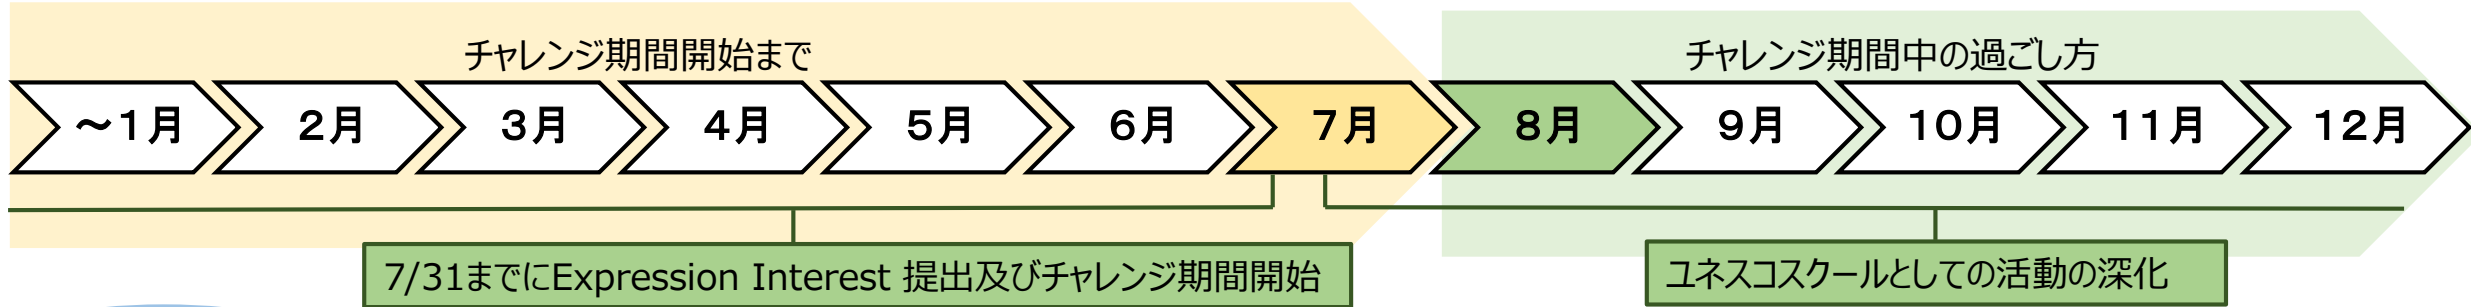 チャレンジ期間開始まで
チャレンジ期間中の過ごし方
～1月 2月 3月 4月 5月 6月 7月 8月 9月 10月 11月 12月
7/31までにExpression Interest 提出及びチャレンジ期間開始
ユネスコスクールとしての活動の深化